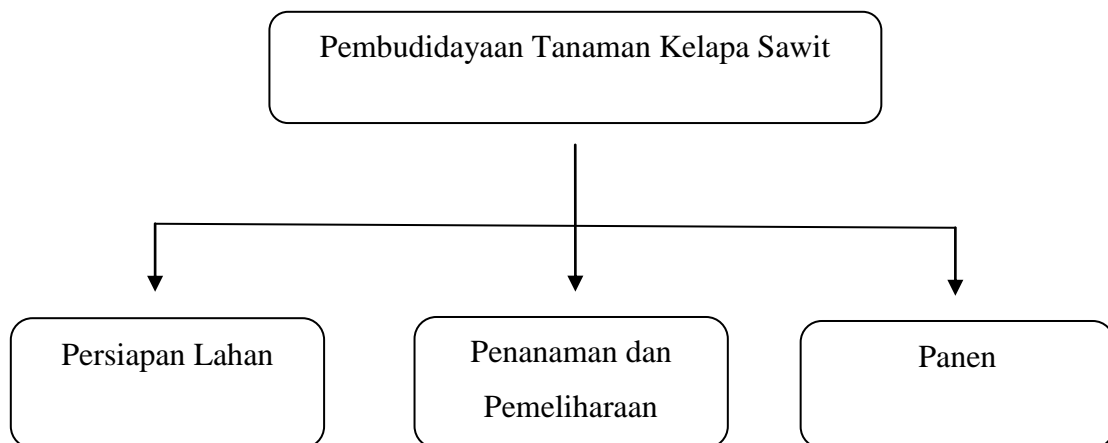 Pembudidayaan Tanaman Kelapa Sawit
Persiapan Lahan
Penanaman dan
Pemeliharaan
Panen